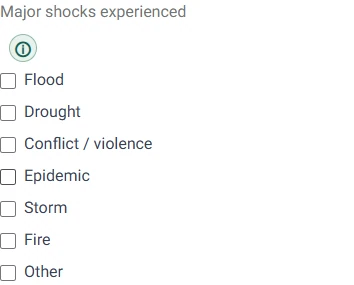 Major shocks experienced
Flood
Drought
Conflict / violence
Epidemic
Storm
Fire
Other